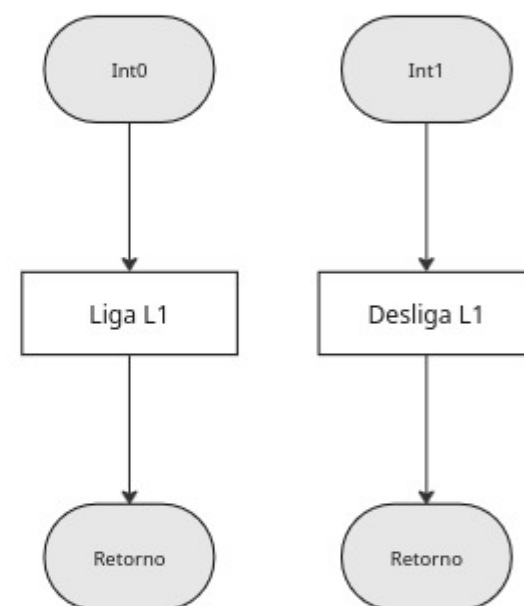 Int0
Int1
Liga L1
Desliga L1
Retorno
Retorno